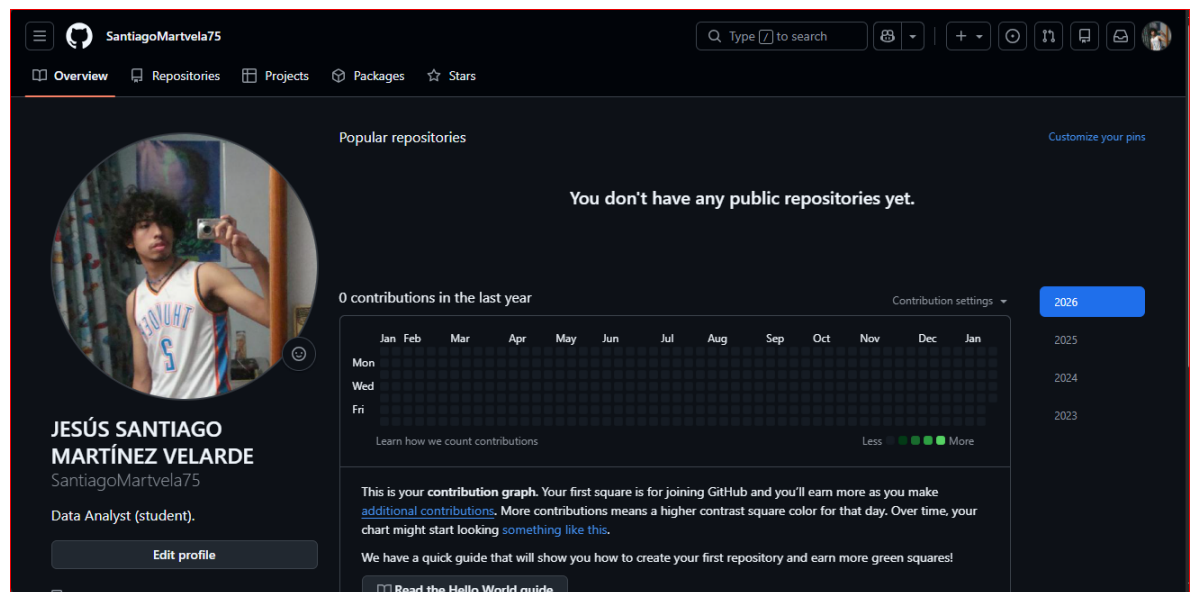 SantiagoMartvela75
Type / to search
Overview
Repositories
Projects
Packages
Stars
Popular repositories
Customize your pins
You don't have any public repositories yet.
0 contributions in the last year
Contribution settings
2026
2025
2024
2023
Jan Feb Mar Apr May Jun Jul Aug Sep Oct Nov Dec Jan
Mon
Wed
Fri
Learn how we count contributions
Less More
JESÚS SANTIAGO
MARTÍNEZ VELARDE
SantiagoMartvela75
Data Analyst (student).
Edit profile
This is your contribution graph. Your first square is for joining GitHub and you'll earn more as you make
additional contributions. More contributions means a higher contrast square color for that day. Over time, your
chart might start looking something like this.
We have a quick guide that will show you how to create your first repository and earn more green squares!
Read the Hello World guide